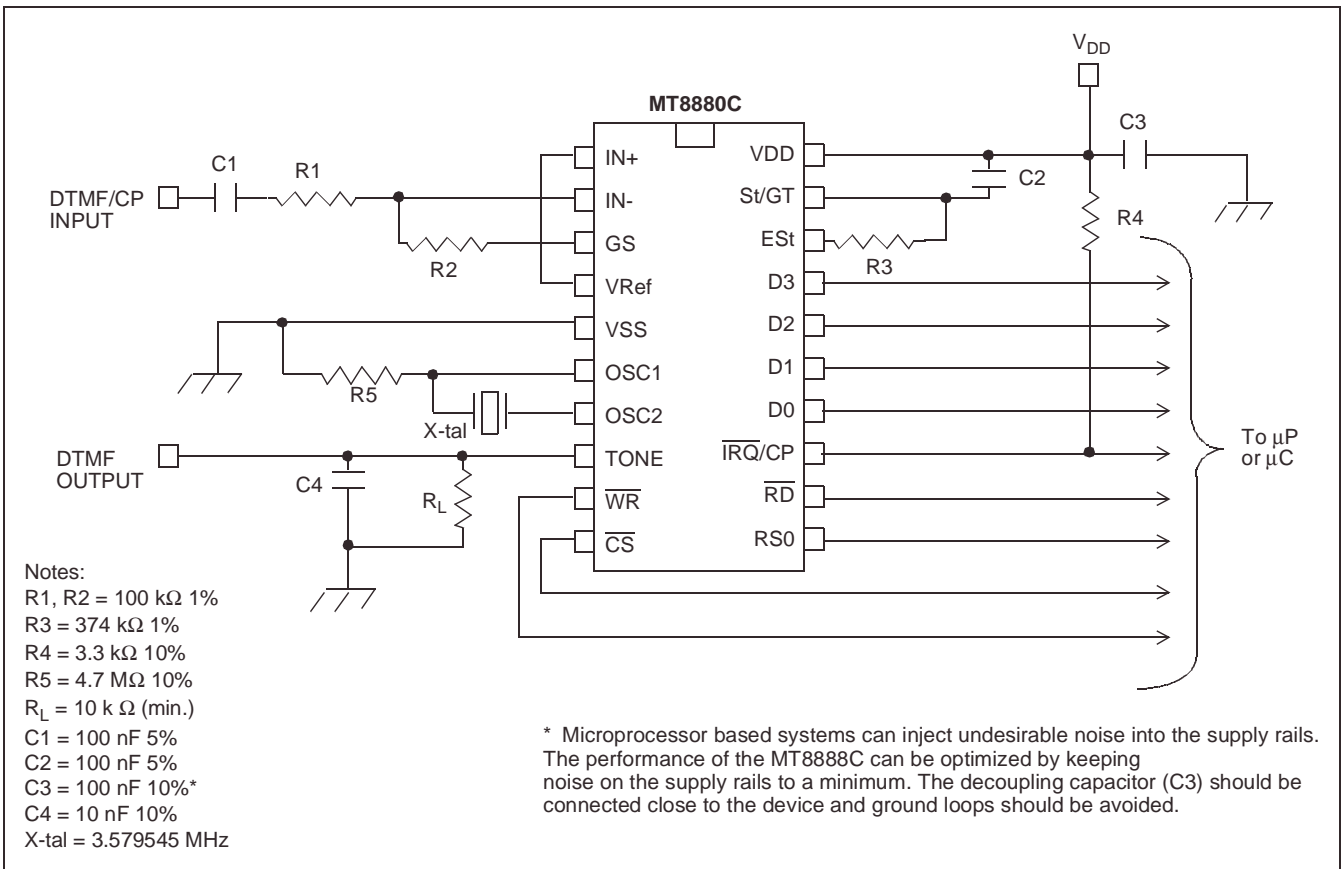 V_DD
MT8880C
C3
C1
R1
IN+
VDD
C2
DTMF/CP
INPUT
IN-
St/GT
R4
GS
ESt
R2
R3
VRef
D3
VSS
D2
OSC1
D1
R5
OSC2
D0
X-tal
To µP
or µC
DTMF
OUTPUT
TONE
I̅R̅Q̅/CP
C4
R_L
W̅R̅
R̅D̅
C̅S̅
RS0
Notes:
R1, R2 = 100 kΩ 1%
R3 = 374 kΩ 1%
R4 = 3.3 kΩ 10%
R5 = 4.7 MΩ 10%
R_L = 10 k Ω (min.)
C1 = 100 nF 5%
C2 = 100 nF 5%
C3 = 100 nF 10%*
C4 = 10 nF 10%
X-tal = 3.579545 MHz
* Microprocessor based systems can inject undesirable noise into the supply rails.
The performance of the MT8888C can be optimized by keeping
noise on the supply rails to a minimum. The decoupling capacitor (C3) should be
connected close to the device and ground loops should be avoided.